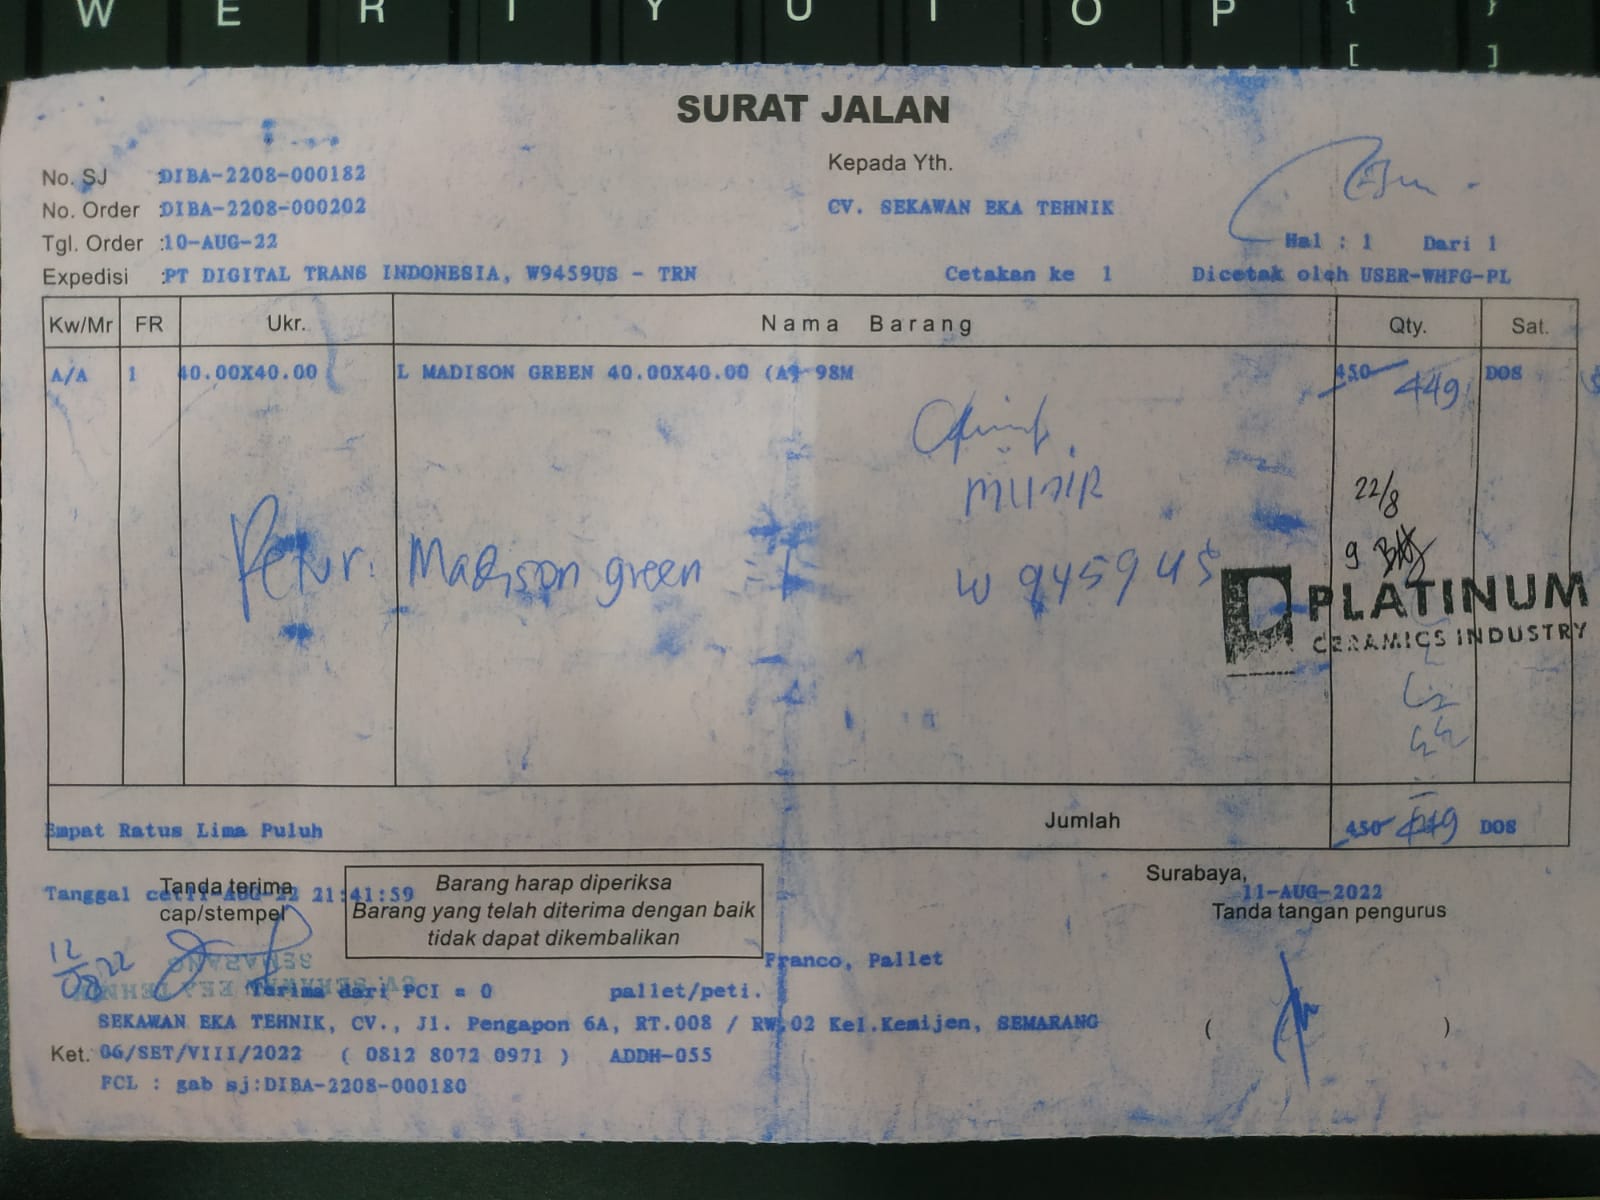 W E R T Y U I O P { }
[ ]
SURAT JALAN
No. SJ :DIBA-2208-000182
No. Order :DIBA-2208-000202
Tgl. Order :10-AUG-22
Expedisi :PT DIGITAL TRANS INDONESIA, W9459US - TRN
Kepada Yth.
CV. SEKAWAN EKA TEHNIK
Hal : 1 Dari 1
Cetakan ke 1 Dicetak oleh USER-WHFG-PL
Kw/Mr FR Ukr. Nama Barang Qty. Sat.
A/A 1 40.00X40.00 L MADISON GREEN 40.00X40.00 (A) 98M 450 449 DOS
MUNIR
22/8
Retur. Madison green W 9459 US
9
PLATINUM
CERAMICS INDUSTRY
Empat Ratus Lima Puluh Jumlah 450 449 DOS
Tanggal cet11-AUG-22 21:41:59
Tanda terima
cap/stempel
Barang harap diperiksa
Barang yang telah diterima dengan baik
tidak dapat dikembalikan
Surabaya,
11-AUG-2022
Tanda tangan pengurus
12/08 22
SEMARANG
CV. SEKAWAN EKA TEHNIK
Franco, Pallet
Terima dari PCI = 0 pallet/peti.
SEKAWAN EKA TEHNIK, CV., Jl. Pengapon 6A, RT.008 / RW.02 Kel.Kemijen, SEMARANG
Ket. 06/SET/VIII/2022 ( 0812 8072 0971 ) ADDH-055
FCL : gab sj:DIBA-2208-000180
( )